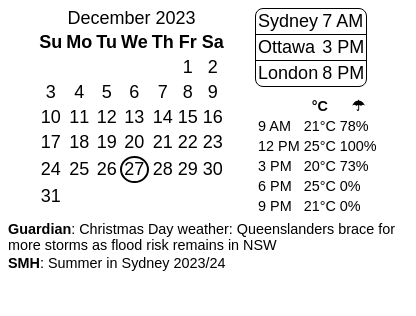 December 2023
Su Mo Tu We Th Fr Sa
1 2
3 4 5 6 7 8 9
10 11 12 13 14 15 16
17 18 19 20 21 22 23
24 25 26 27 28 29 30
31
Sydney 7 AM
Ottawa 3 PM
London 8 PM
°C ☂
9 AM 21°C 78%
12 PM 25°C 100%
3 PM 20°C 73%
6 PM 25°C 0%
9 PM 21°C 0%
Guardian: Christmas Day weather: Queenslanders brace for
more storms as flood risk remains in NSW
SMH: Summer in Sydney 2023/24